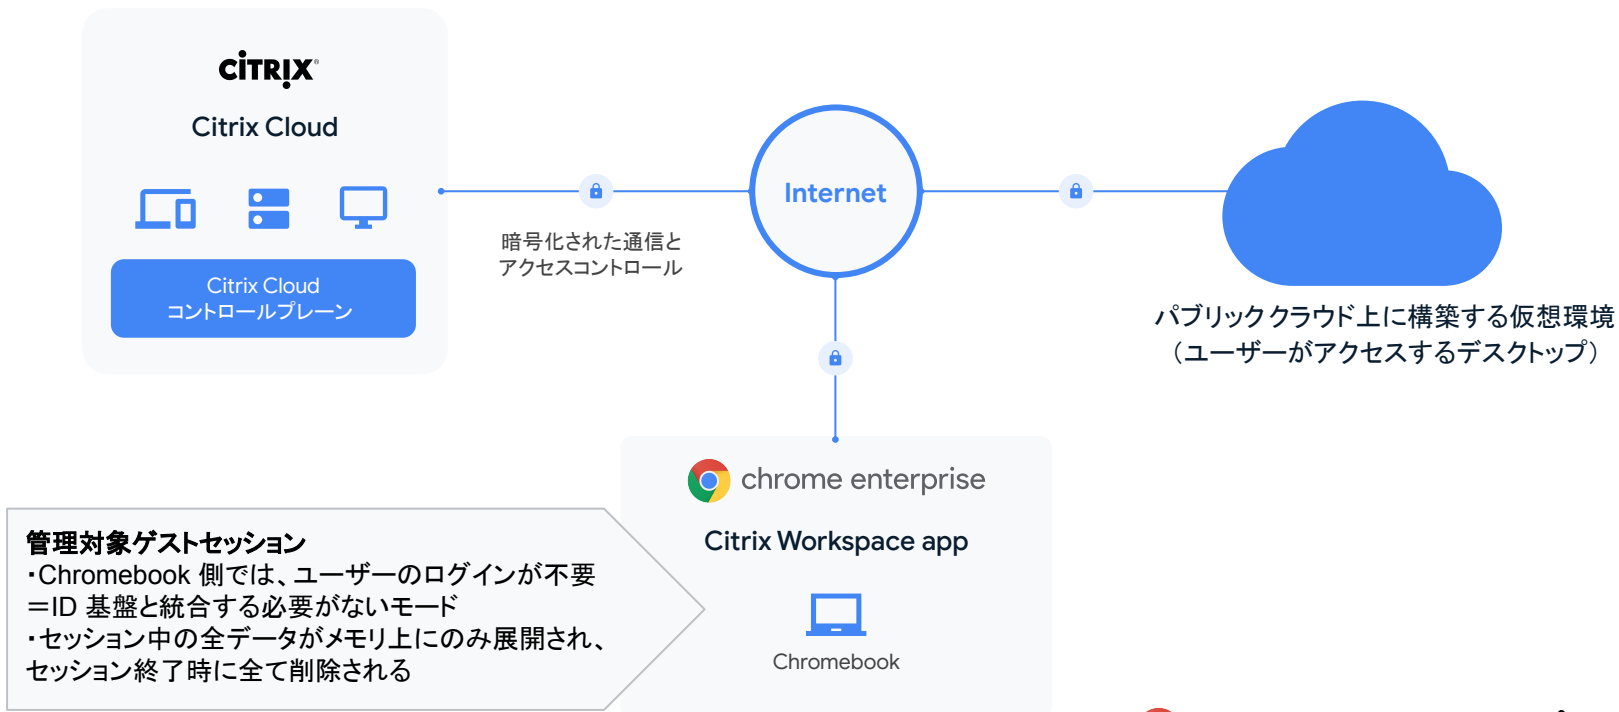 CİTRIX®
Citrix Cloud
Citrix Cloud
コントロールプレーン
暗号化された通信と
アクセスコントロール
Internet
パブリック クラウド上に構築する仮想環境
（ユーザーがアクセスするデスクトップ）
chrome enterprise
Citrix Workspace app
Chromebook
管理対象ゲストセッション
・Chromebook 側では、ユーザーのログインが不要
＝ID 基盤と統合する必要がないモード
・セッション中の全データがメモリ上にのみ展開され、
セッション終了時に全て削除される